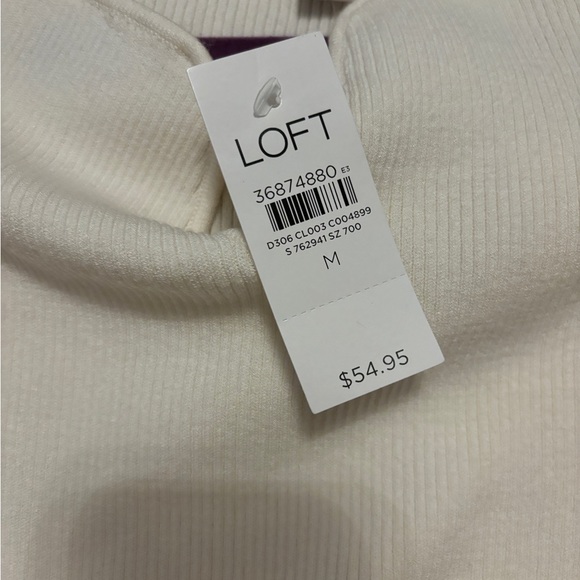 LOFT
36874880 E3
D306 CL003 C004899
S 762941 SZ 700
M
$54.95